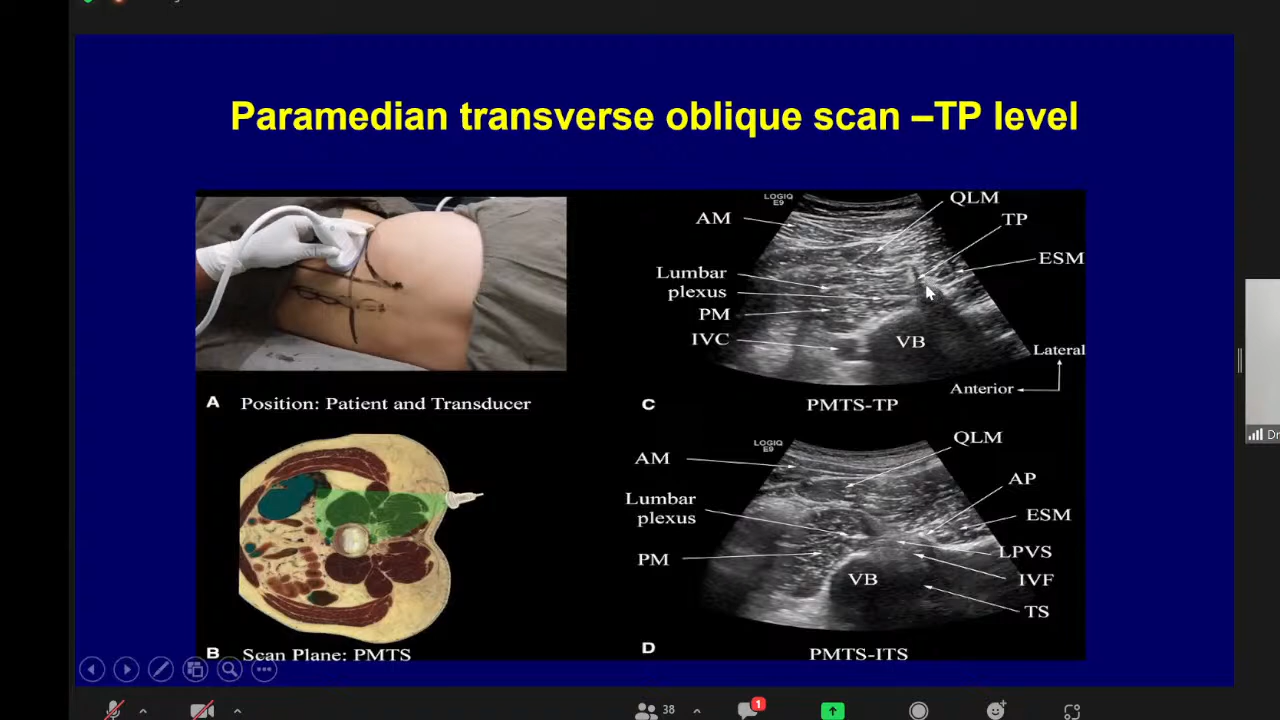 Paramedian transverse oblique scan –TP level
A Position: Patient and Transducer
LOGIQ
E9
AM
QLM
TP
ESM
Lumbar
plexus
PM
IVC
VB
Lateral
Anterior
C PMTS-TP
B Scan Plane: PMTS
LOGIQ
E9
AM
QLM
AP
Lumbar
plexus
ESM
PM
LPVS
VB
IVF
TS
D PMTS-ITS
Dr
38
1